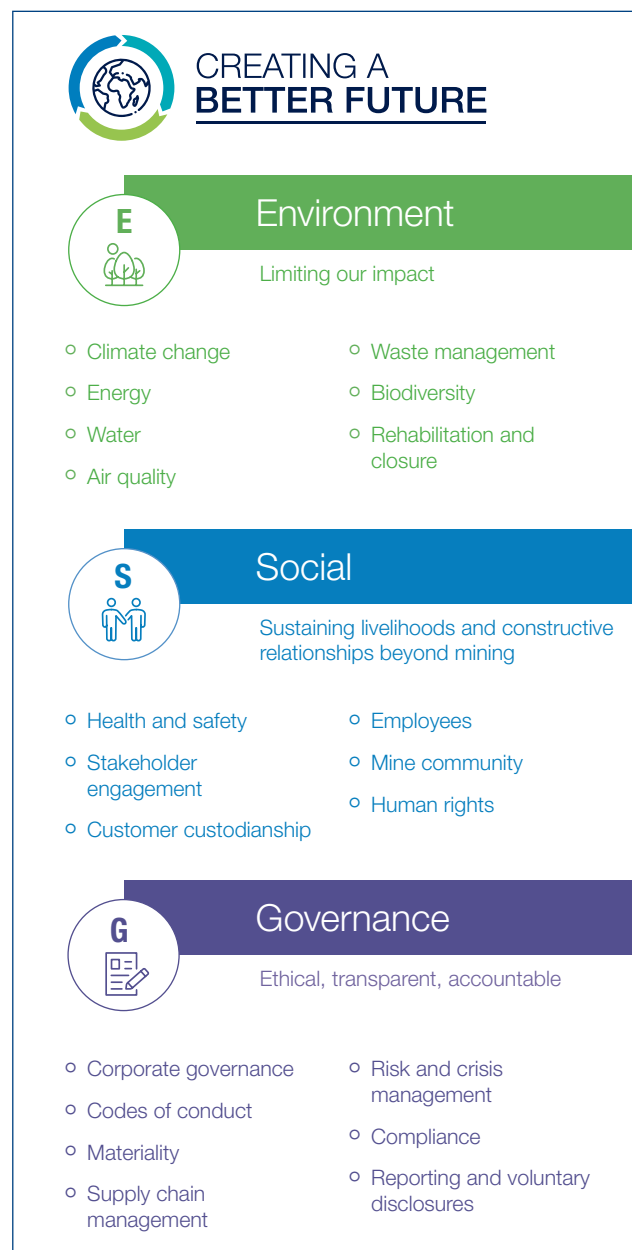 CREATING A
BETTER FUTURE
E
Environment
Limiting our impact
Climate change
Energy
Water
Air quality
Waste management
Biodiversity
Rehabilitation and
closure
S
Social
Sustaining livelihoods and constructive
relationships beyond mining
Health and safety
Stakeholder
engagement
Customer custodianship
Employees
Mine community
Human rights
G
Governance
Ethical, transparent, accountable
Corporate governance
Codes of conduct
Materiality
Supply chain
management
Risk and crisis
management
Compliance
Reporting and voluntary
disclosures